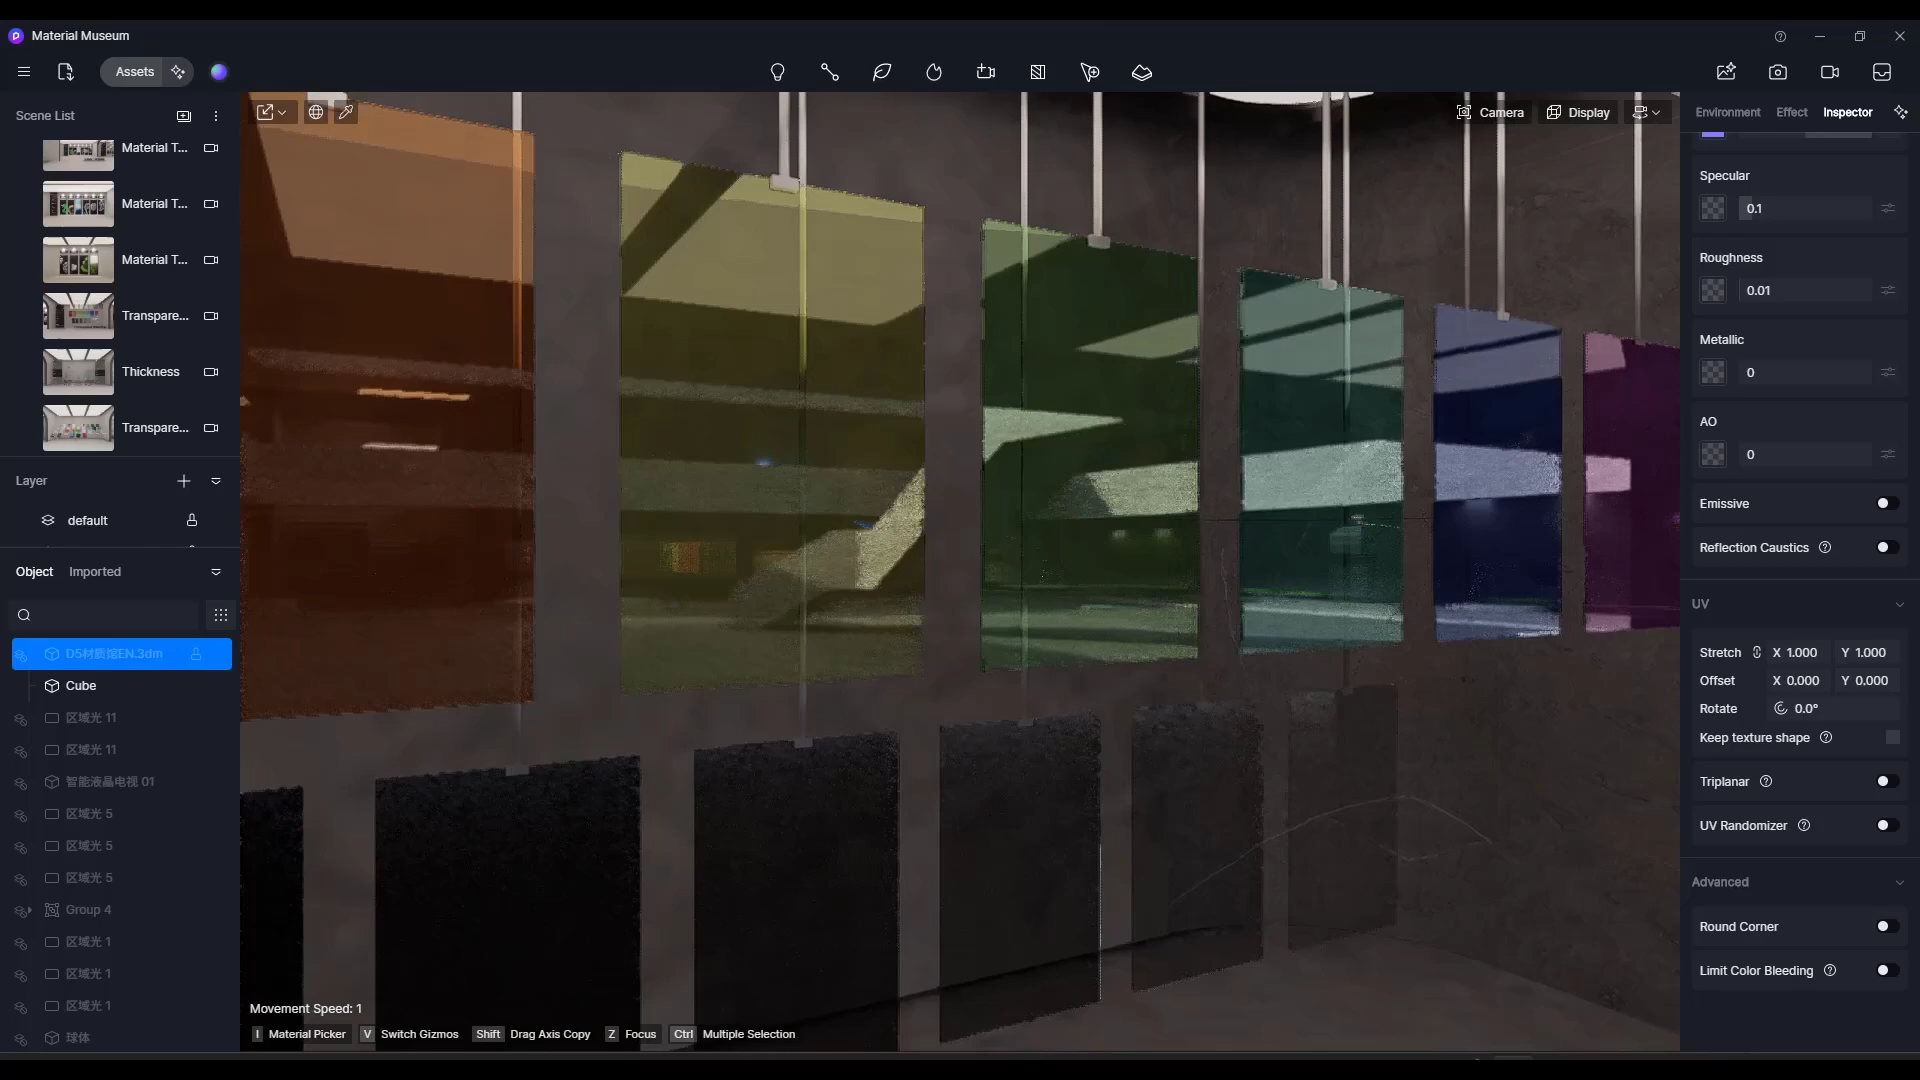 Material Museum
Assets
Scene List
Material T...
Material T...
Material T...
Transpare...
Thickness
Transpare...
Layer
default
Object Imported
D5材质馆EN.3dm
Cube
区域光 11
区域光 11
智能液晶电视 01
区域光 5
区域光 5
区域光 5
Group 4
区域光 1
区域光 1
区域光 1
球体
Camera
Display
Movement Speed: 1
I Material Picker V Switch Gizmos Shift Drag Axis Copy Z Focus Ctrl Multiple Selection
Environment Effect Inspector
Specular
0.1
Roughness
0.01
Metallic
0
AO
0
Emissive
Reflection Caustics
UV
Stretch X 1.000 Y 1.000
Offset X 0.000 Y 0.000
Rotate 0.0°
Keep texture shape
Triplanar
UV Randomizer
Advanced
Round Corner
Limit Color Bleeding